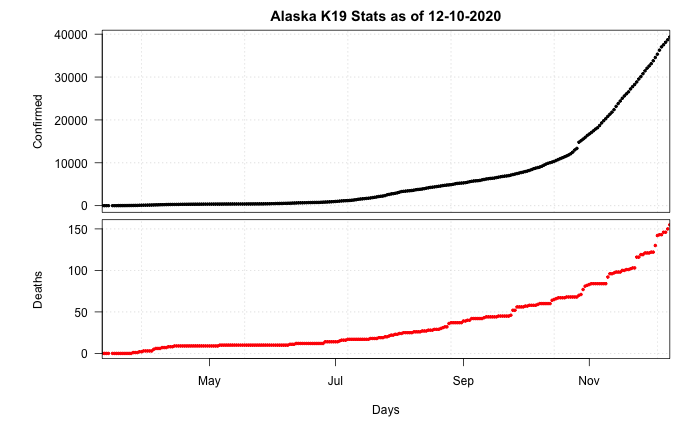 Alaska K19 Stats as of 12-10-2020
Confirmed
40000
30000
20000
10000
0
Deaths
150
100
50
0
May Jul Sep Nov
Days